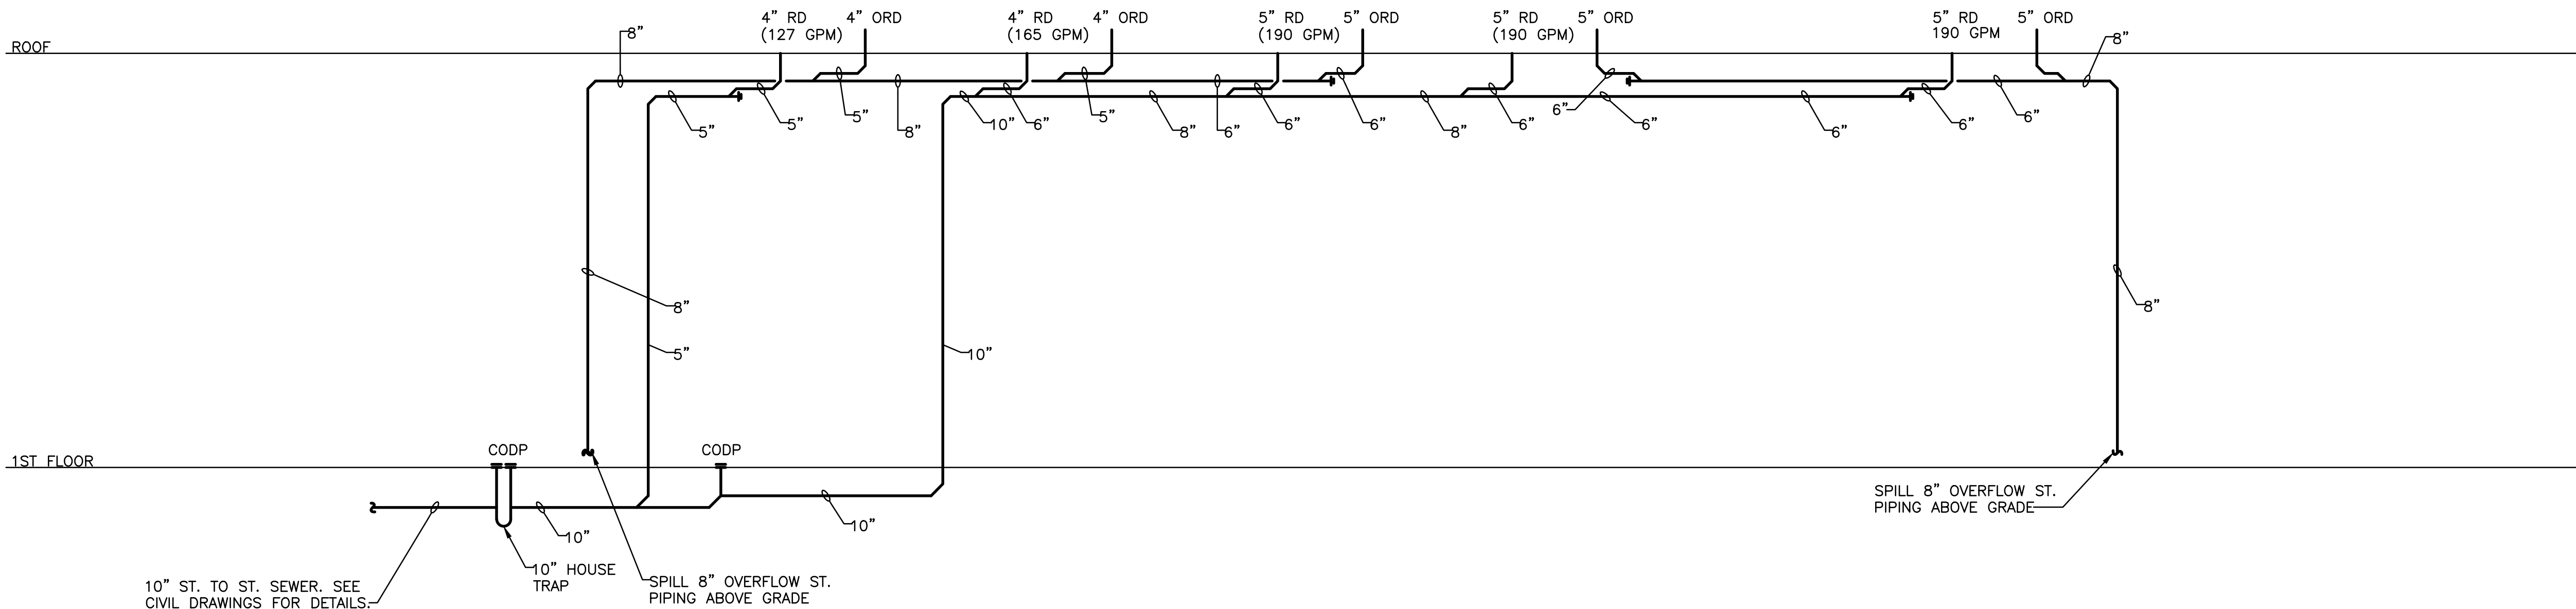 4" RD
(127 GPM)
4" ORD
4" RD
(165 GPM)
4" ORD
5" RD
(190 GPM)
5" ORD
5" RD
(190 GPM)
5" ORD
5" RD
190 GPM
5" ORD
8"
8"
ROOF
5"
5"
5"
8"
10"
6"
5"
8"
6"
6"
6"
8"
6"
6"
6"
6"
6"
6"
8"
5"
10"
8"
CODP
CODP
1ST FLOOR
10"
10"
10" HOUSE
TRAP
10" ST. TO ST. SEWER. SEE
CIVIL DRAWINGS FOR DETAILS.
SPILL 8" OVERFLOW ST.
PIPING ABOVE GRADE
SPILL 8" OVERFLOW ST.
PIPING ABOVE GRADE